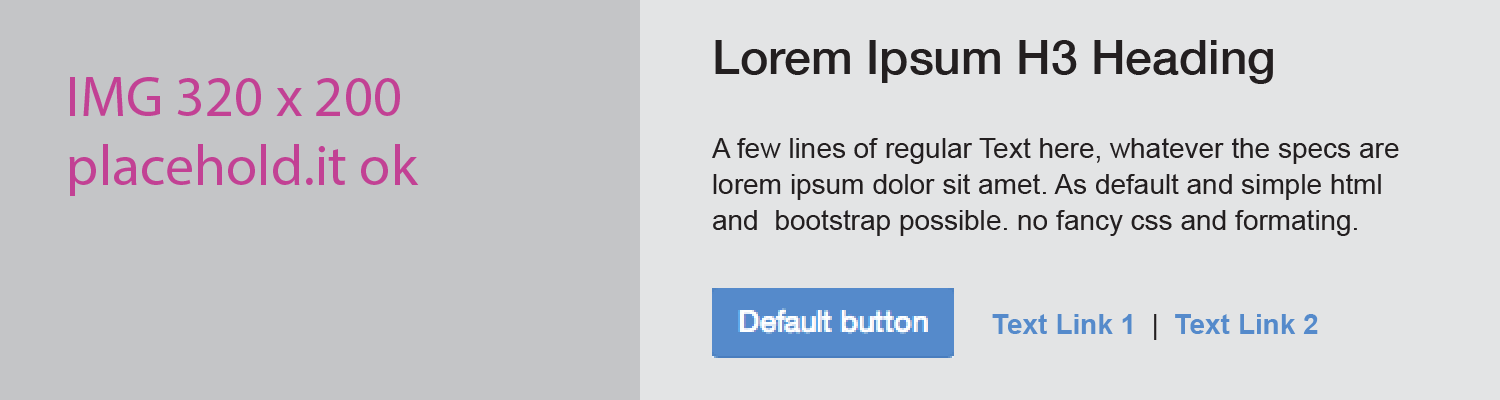 IMG 320 x 200
placehold.it ok
Lorem Ipsum H3 Heading
A few lines of regular Text here, whatever the specs are
lorem ipsum dolor sit amet. As default and simple html
and  bootstrap possible. no fancy css and formating.
Default button Text Link 1 | Text Link 2